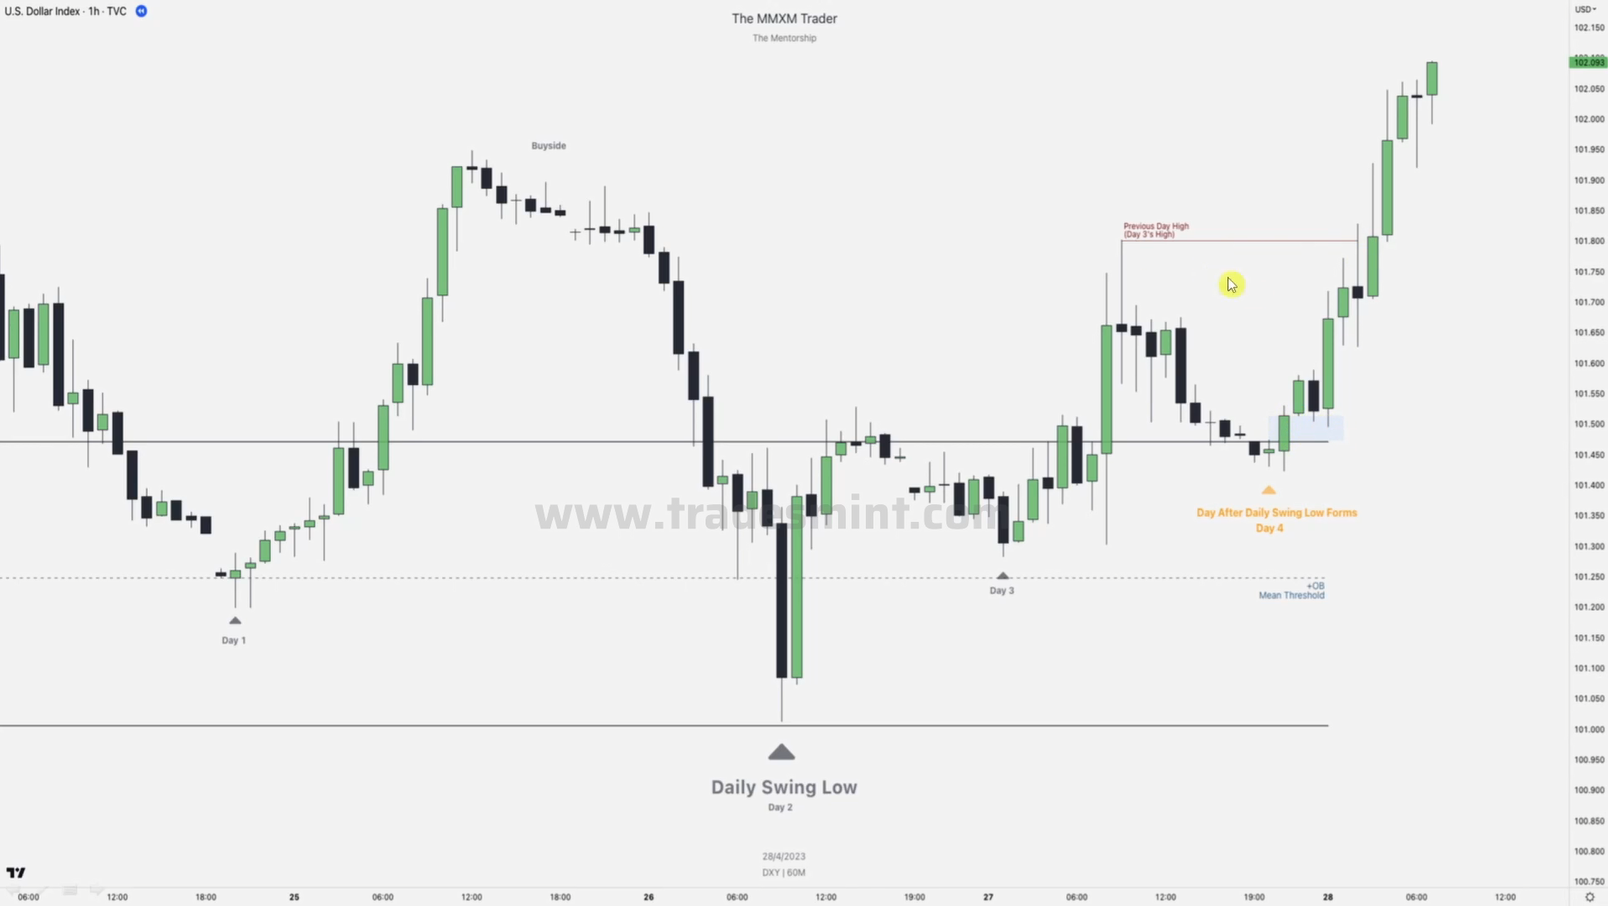 U.S. Dollar Index · 1h · TVC
The MMXM Trader
The Mentorship
USD
102.150
102.093
102.050
102.000
101.950
101.900
101.850
101.800
101.750
101.700
101.650
101.600
101.550
101.500
101.450
101.400
101.350
101.300
101.250
101.200
101.150
101.100
101.050
101.000
100.950
100.900
100.850
100.800
100.750
Buyside
Previous Day High
(Day 3's High)
www.tradesmint.com
Day After Daily Swing Low Forms
Day 4
+OB
Mean Threshold
Day 3
Day 1
Daily Swing Low
Day 2
28/4/2023
DXY | 60M
06:00 12:00 18:00 25 06:00 12:00 18:00 26 06:00 12:00 19:00 27 06:00 12:00 19:00 28 06:00 12:00